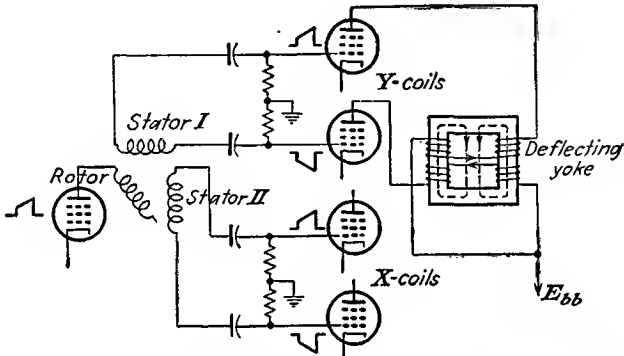 Y-coils
Stator I
Deflecting
yoke
Rotor
Stator II
X-coils
Ebb